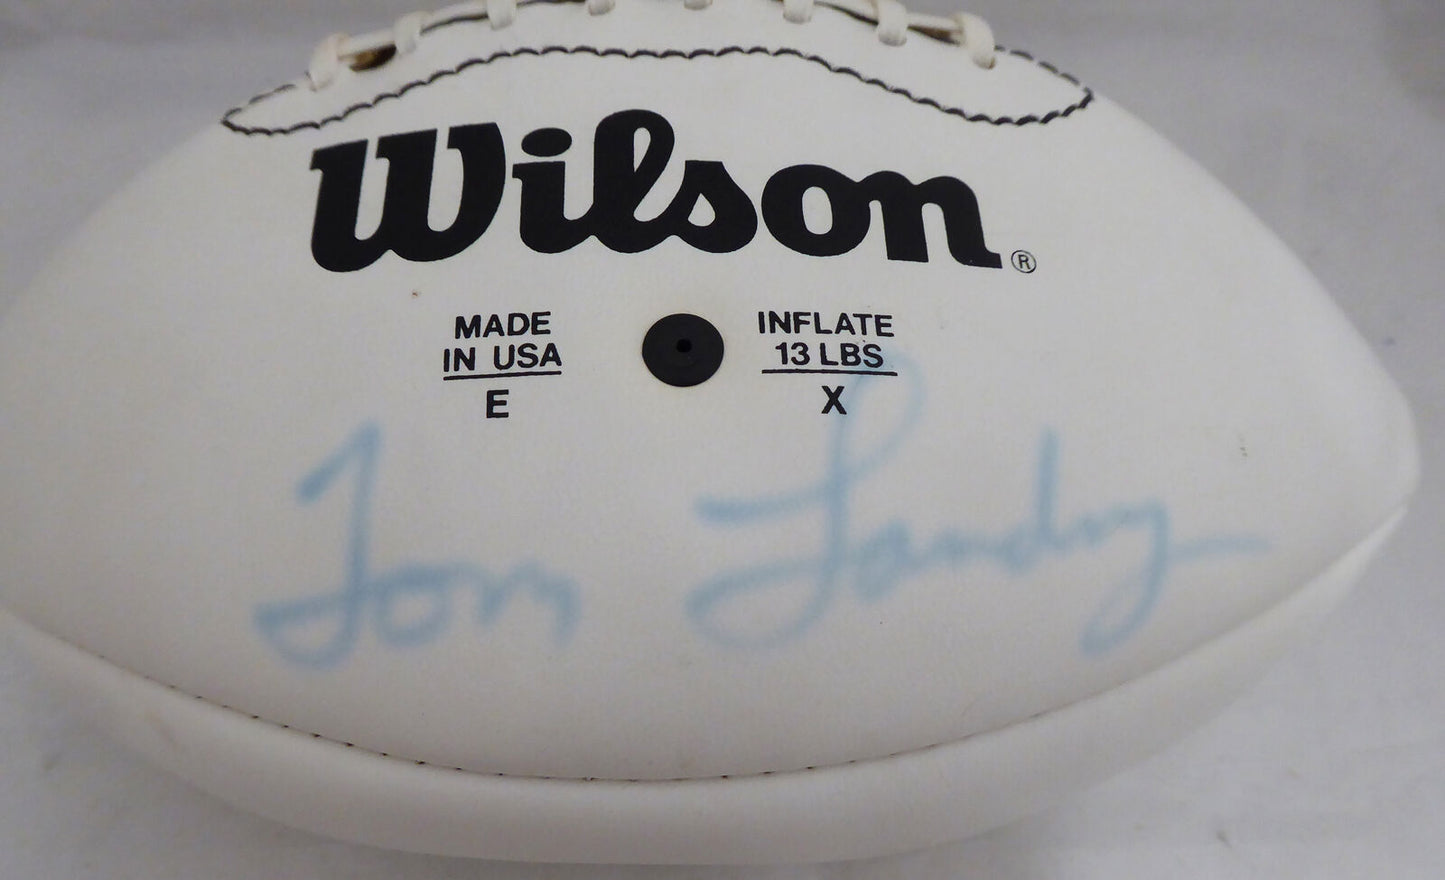 Wilson®
MADE
IN USA
E
INFLATE
13 LBS
X
Tom Landry